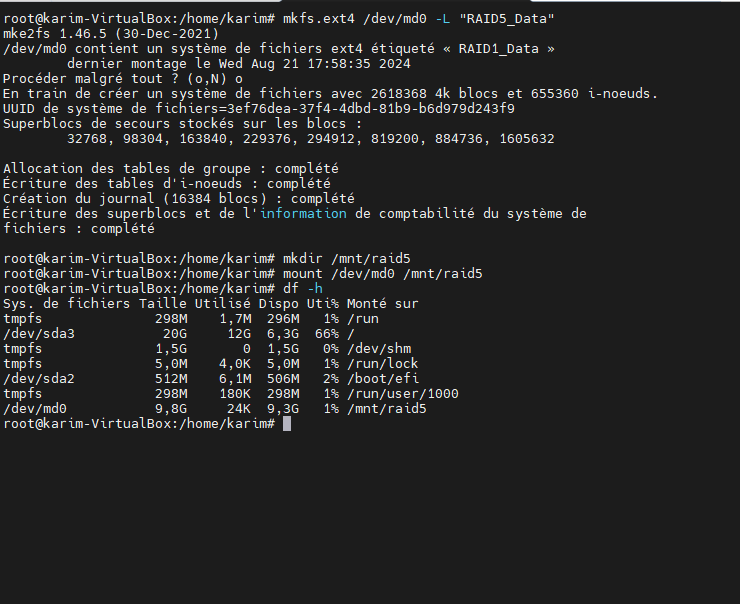 root@karim-VirtualBox:/home/karim# mkfs.ext4 /dev/md0 -L "RAID5_Data"
mke2fs 1.46.5 (30-Dec-2021)
/dev/md0 contient un système de fichiers ext4 étiqueté « RAID1_Data »
        dernier montage le Wed Aug 21 17:58:35 2024
Procéder malgré tout ? (o,N) o
En train de créer un système de fichiers avec 2618368 4k blocs et 655360 i-noeuds.
UUID de système de fichiers=3ef76dea-37f4-4dbd-81b9-b6d979d243f9
Superblocs de secours stockés sur les blocs :
        32768, 98304, 163840, 229376, 294912, 819200, 884736, 1605632

Allocation des tables de groupe : complété
Écriture des tables d'i-noeuds : complété
Création du journal (16384 blocs) : complété
Écriture des superblocs et de l'information de comptabilité du système de
fichiers : complété

root@karim-VirtualBox:/home/karim# mkdir /mnt/raid5
root@karim-VirtualBox:/home/karim# mount /dev/md0 /mnt/raid5
root@karim-VirtualBox:/home/karim# df -h
Sys. de fichiers Taille Utilisé Dispo Uti% Monté sur
tmpfs              298M    1,7M  296M   1% /run
/dev/sda3           20G     12G  6,3G  66% /
tmpfs              1,5G       0  1,5G   0% /dev/shm
tmpfs              5,0M    4,0K  5,0M   1% /run/lock
/dev/sda2          512M    6,1M  506M   2% /boot/efi
tmpfs              298M    180K  298M   1% /run/user/1000
/dev/md0           9,8G     24K  9,3G   1% /mnt/raid5
root@karim-VirtualBox:/home/karim#